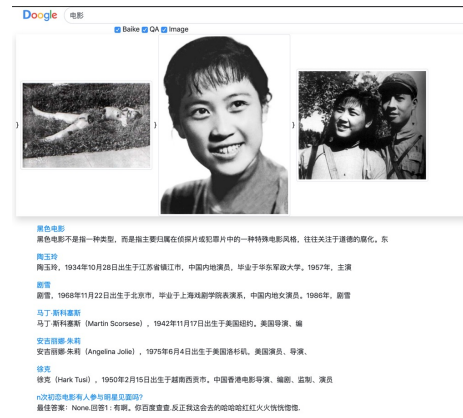 Doogle 电影
Baike QA Image
}
}
}
黑色电影
黑色电影不是指一种类型，而是指主要归属在侦探片或犯罪片中的一种特殊电影风格，往往关注于道德的腐化。东
陶玉玲
陶玉玲，1934年10月28日出生于江苏省镇江市，中国内地演员，毕业于华东军政大学。1957年，主演
剧雪
剧雪，1968年11月22日出生于北京市，毕业于上海戏剧学院表演系，中国内地女演员。1986年，剧雪
马丁·斯科塞斯
马丁·斯科塞斯（Martin Scorsese），1942年11月17日出生于美国纽约。美国导演、编
安吉丽娜·朱莉
安吉丽娜·朱莉（Angelina Jolie），1975年6月4日出生于美国洛杉矶。美国演员、导演、
徐克
徐克（Hark Tusi），1950年2月15日出生于越南西贡市。中国香港电影导演、编剧、监制、演员
n次初恋电影有人参与明星见面吗?
最佳答案：None.回答1：有啊。你百度查查.反正我这会去的哈哈哈红红火火恍恍惚惚.